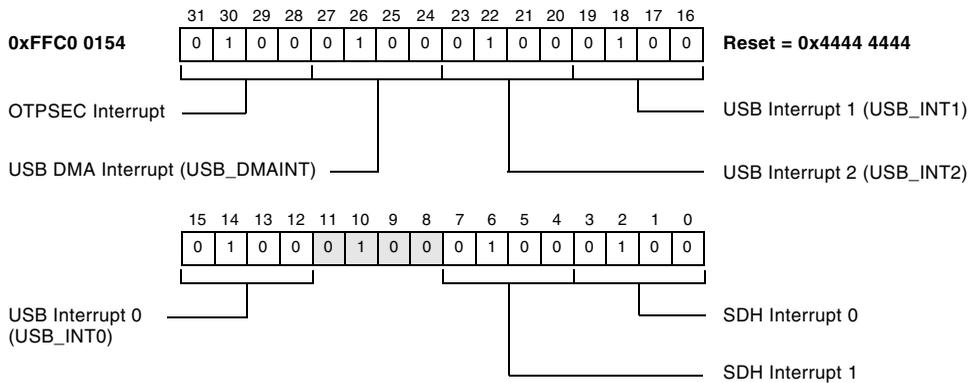 31 30 29 28 27 26 25 24 23 22 21 20 19 18 17 16
0xFFC0 0154 0 1 0 0 0 1 0 0 0 1 0 0 0 1 0 0 Reset = 0x4444 4444
OTPSEC Interrupt USB Interrupt 1 (USB_INT1)
USB DMA Interrupt (USB_DMAINT) USB Interrupt 2 (USB_INT2)
15 14 13 12 11 10 9 8 7 6 5 4 3 2 1 0
0 1 0 0 0 1 0 0 0 1 0 0 0 1 0 0
USB Interrupt 0 SDH Interrupt 0
(USB_INT0)
SDH Interrupt 1